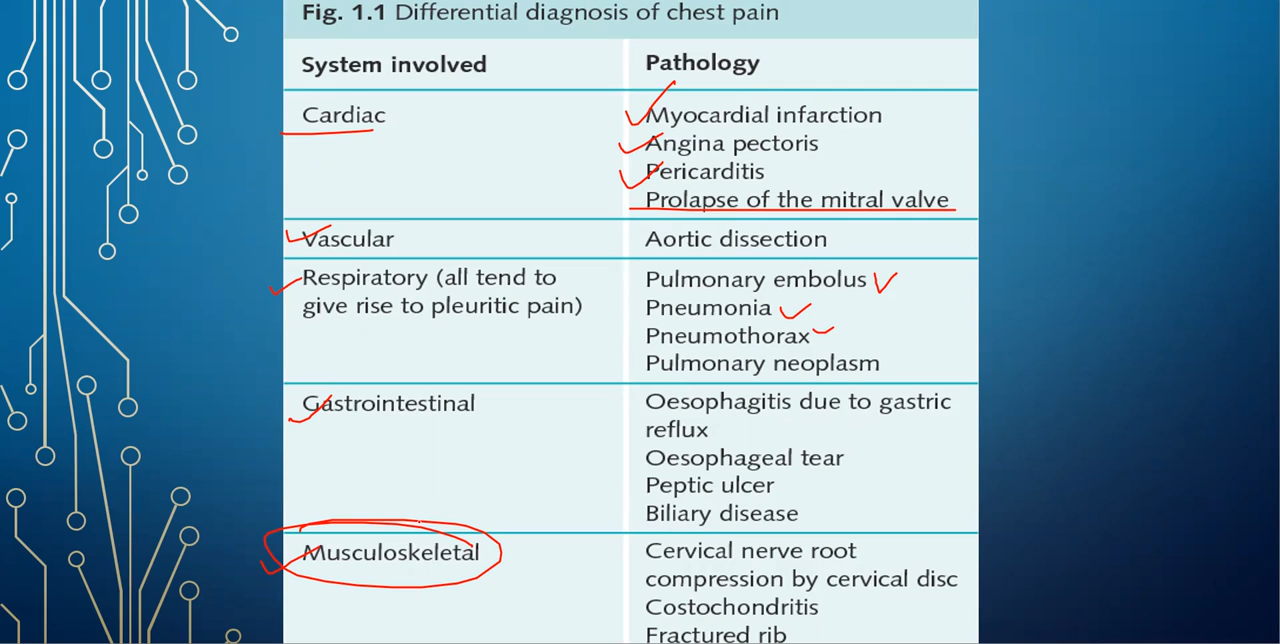 Fig. 1.1 Differential diagnosis of chest pain
System involved
Pathology
Cardiac
Myocardial infarction
Angina pectoris
Pericarditis
Prolapse of the mitral valve
Vascular
Aortic dissection
Respiratory (all tend to
give rise to pleuritic pain)
Pulmonary embolus
Pneumonia
Pneumothorax
Pulmonary neoplasm
Gastrointestinal
Oesophagitis due to gastric
reflux
Oesophageal tear
Peptic ulcer
Biliary disease
Musculoskeletal
Cervical nerve root
compression by cervical disc
Costochondritis
Fractured rib